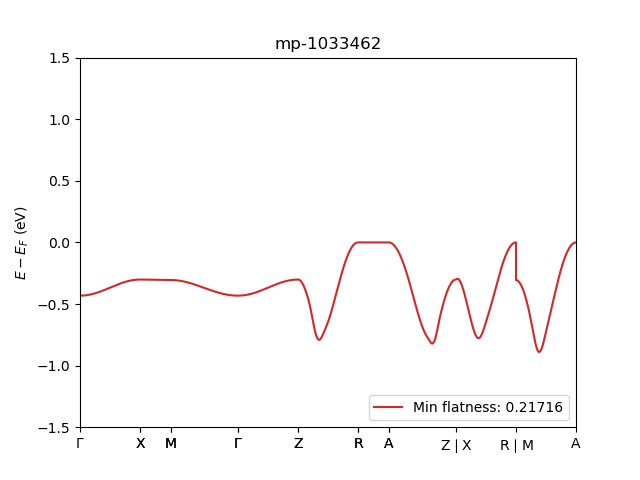 mp-1033462
E − E_F (eV)
1.5
1.0
0.5
0.0
−0.5
−1.0
−1.5
Min flatness: 0.21716
Γ X M Γ Z R A Z | X R | M A